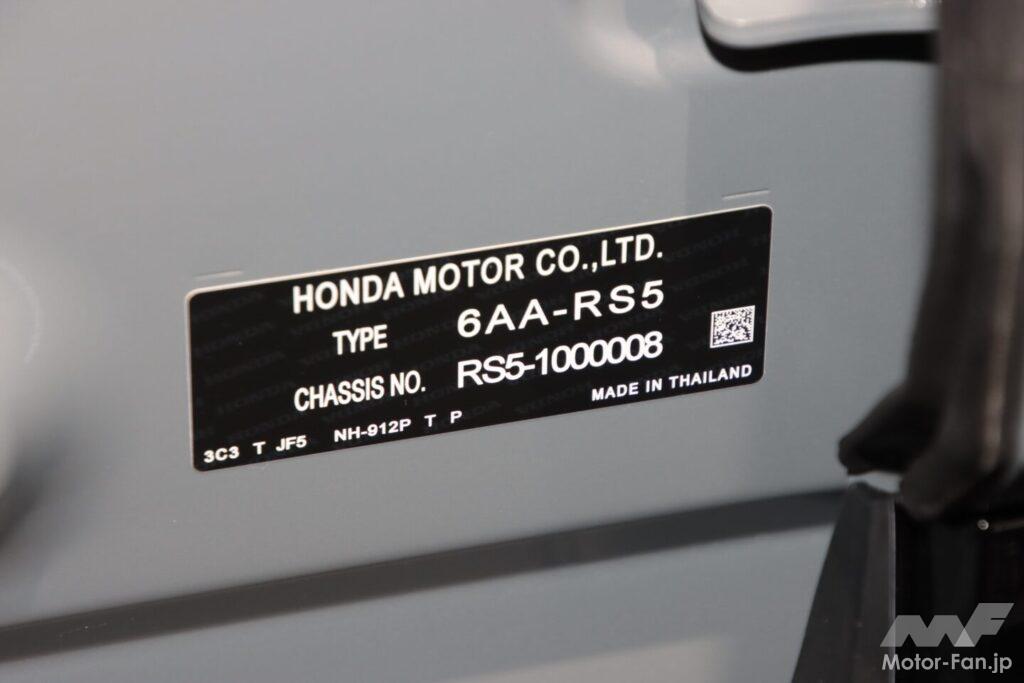 HONDA MOTOR CO.,LTD.
TYPE 6AA-RS5
CHASSIS NO. RS5-1000008
MADE IN THAILAND
3C3 T JF5 NH-912P T P
Motor-Fan.jp